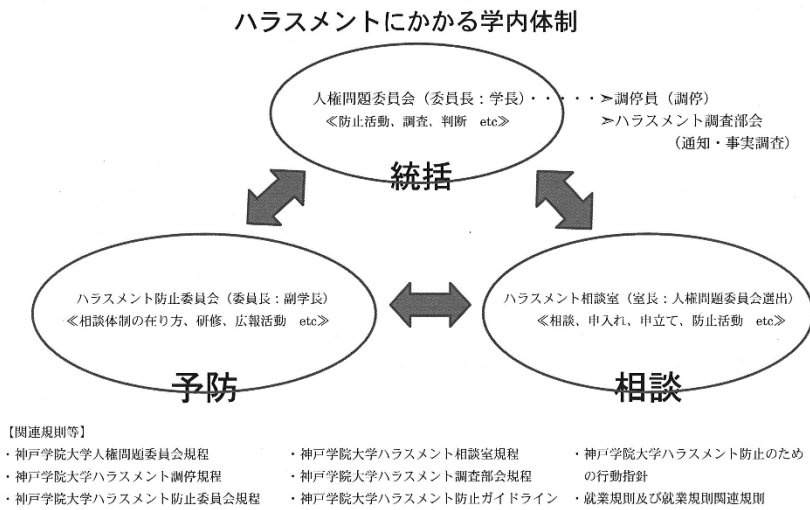 ハラスメントにかかる学内体制
人権問題委員会（委員長：学長）・・・・・➤調停員（調停）
≪防止活動、調査、判断　etc≫
➤ハラスメント調査部会
（通知・事実調査）
統括
ハラスメント防止委員会（委員長：副学長）
≪相談体制の在り方、研修、広報活動　etc≫
予防
ハラスメント相談室（室長：人権問題委員会選出）
≪相談、申入れ、申立て、防止活動　etc≫
相談
【関連規則等】
・神戸学院大学人権問題委員会規程
・神戸学院大学ハラスメント調停規程
・神戸学院大学ハラスメント防止委員会規程
・神戸学院大学ハラスメント相談室規程
・神戸学院大学ハラスメント調査部会規程
・神戸学院大学ハラスメント防止ガイドライン
・神戸学院大学ハラスメント防止のため
の行動指針
・就業規則及び就業規則関連規則